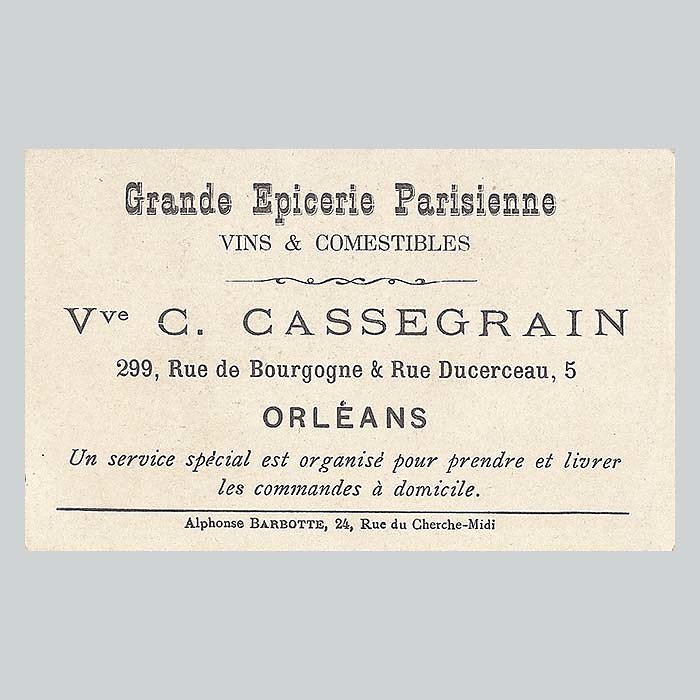 Grande Epicerie Parisienne
VINS & COMESTIBLES
Vve C. CASSEGRAIN
299, Rue de Bourgogne & Rue Ducerceau, 5
ORLÉANS
Un service spécial est organisé pour prendre et livrer
les commandes à domicile.
Alphonse BARBOTTE, 24, Rue du Cherche-Midi